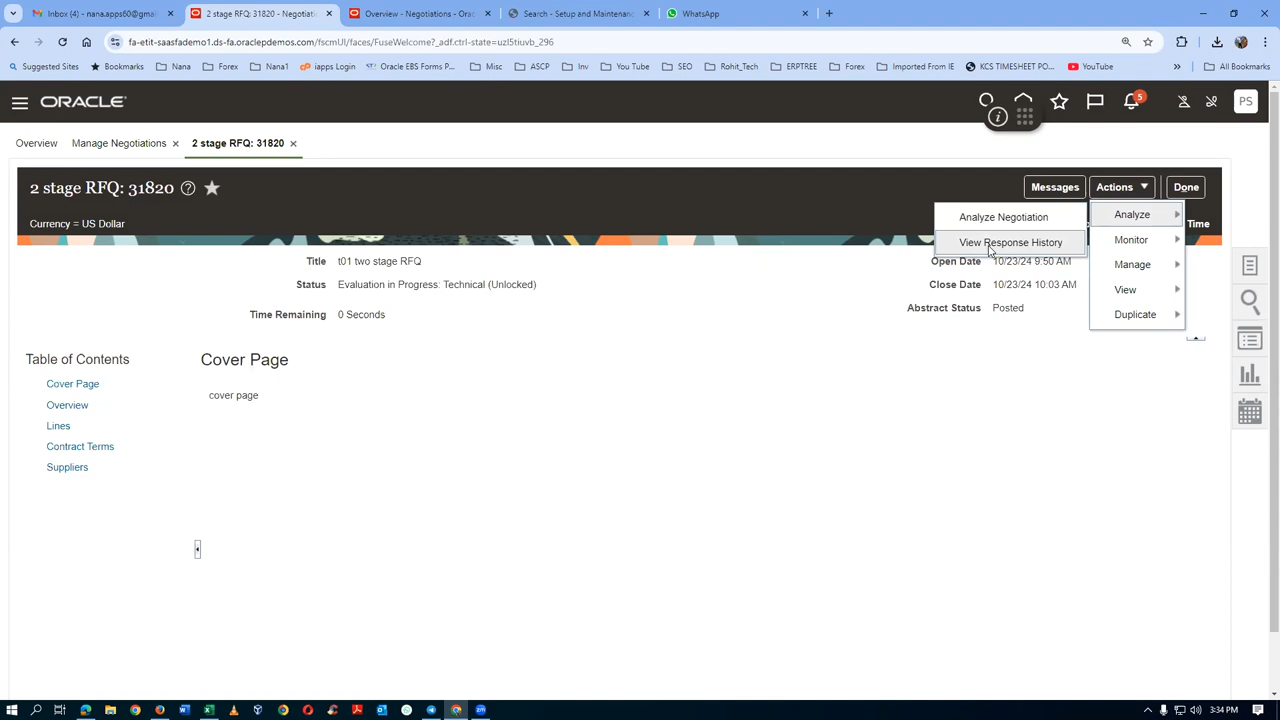 Inbox (4) - nana.apps60@gmail
2 stage RFQ: 31820 - Negotiatio
Overview - Negotiations - Orac
Search - Setup and Maintenanc
WhatsApp
fa-etit-saasfademo1.ds-fa.oraclepdemos.com/fscmUI/faces/FuseWelcome?_adf.ctrl-state=uzl5tiuvb_296
Suggested Sites
Bookmarks
Nana
Forex
Nana1
iapps Login
Oracle EBS Forms P...
Misc
ASCP
Inv
You Tube
SEO
Rohit_Tech
ERPTREE
Forex
Imported From IE
KCS TIMESHEET PO...
YouTube
»
All Bookmarks
ORACLE
5
PS
Overview
Manage Negotiations
2 stage RFQ: 31820
2 stage RFQ: 31820
Messages
Actions
Done
Currency = US Dollar
Time
Analyze Negotiation
View Response History
Analyze
Monitor
Manage
View
Duplicate
Title t01 two stage RFQ
Status Evaluation in Progress: Technical (Unlocked)
Time Remaining 0 Seconds
Open Date 10/23/24 9:50 AM
Close Date 10/23/24 10:03 AM
Abstract Status Posted
Table of Contents
Cover Page
Overview
Lines
Contract Terms
Suppliers
Cover Page
cover page
3:34 PM